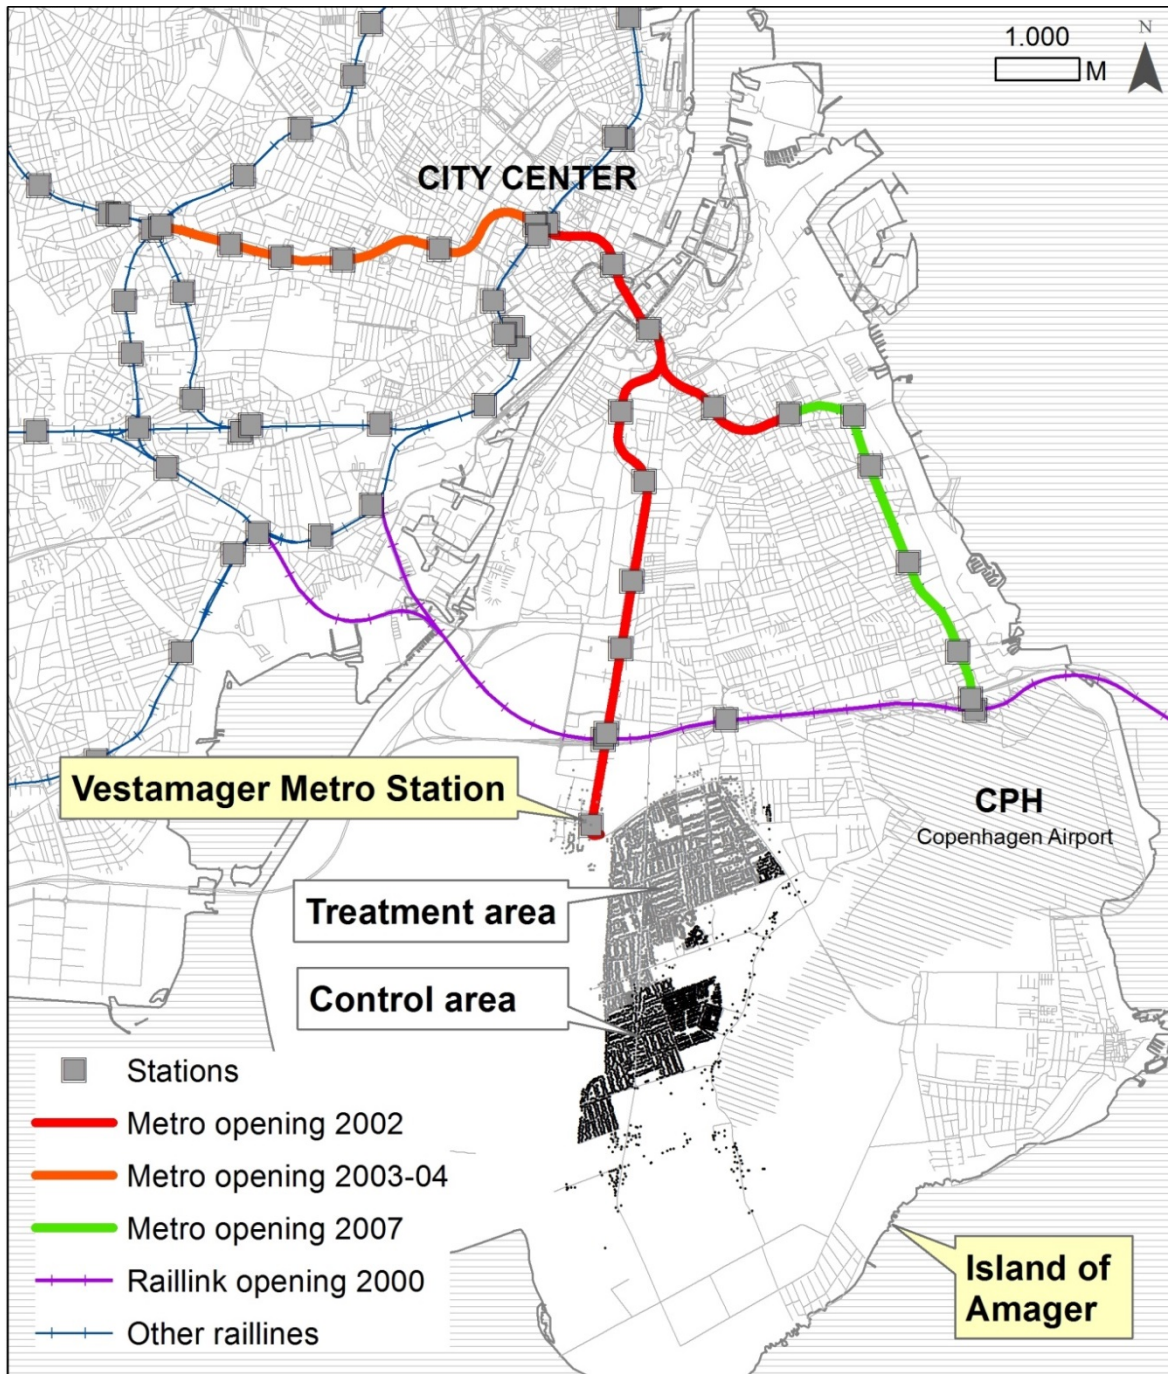 1.000
M
N
CITY CENTER
Vestamager Metro Station
CPH
Copenhagen Airport
Treatment area
Control area
Stations
Metro opening 2002
Metro opening 2003-04
Metro opening 2007
Raillink opening 2000
Other raillines
Island of
Amager